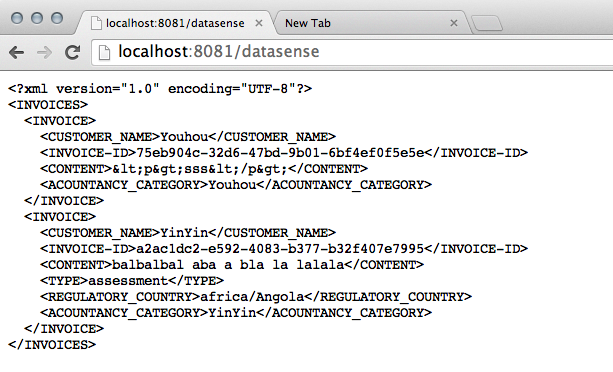 localhost:8081/datasense
New Tab
localhost:8081/datasense
<?xml version="1.0" encoding="UTF-8"?>
<INVOICES>
<INVOICE>
<CUSTOMER_NAME>Youhou</CUSTOMER_NAME>
<INVOICE-ID>75eb904c-32d6-47bd-9b01-6bf4ef0f5e5e</INVOICE-ID>
<CONTENT>&lt;p&gt;sss&lt;/p&gt;</CONTENT>
<ACOUNTANCY_CATEGORY>Youhou</ACOUNTANCY_CATEGORY>
</INVOICE>
<INVOICE>
<CUSTOMER_NAME>YinYin</CUSTOMER_NAME>
<INVOICE-ID>a2ac1dc2-e592-4083-b377-b32f407e7995</INVOICE-ID>
<CONTENT>balbalbal aba a bla la lalala</CONTENT>
<TYPE>assessment</TYPE>
<REGULATORY_COUNTRY>africa/Angola</REGULATORY_COUNTRY>
<ACOUNTANCY_CATEGORY>YinYin</ACOUNTANCY_CATEGORY>
</INVOICE>
</INVOICES>